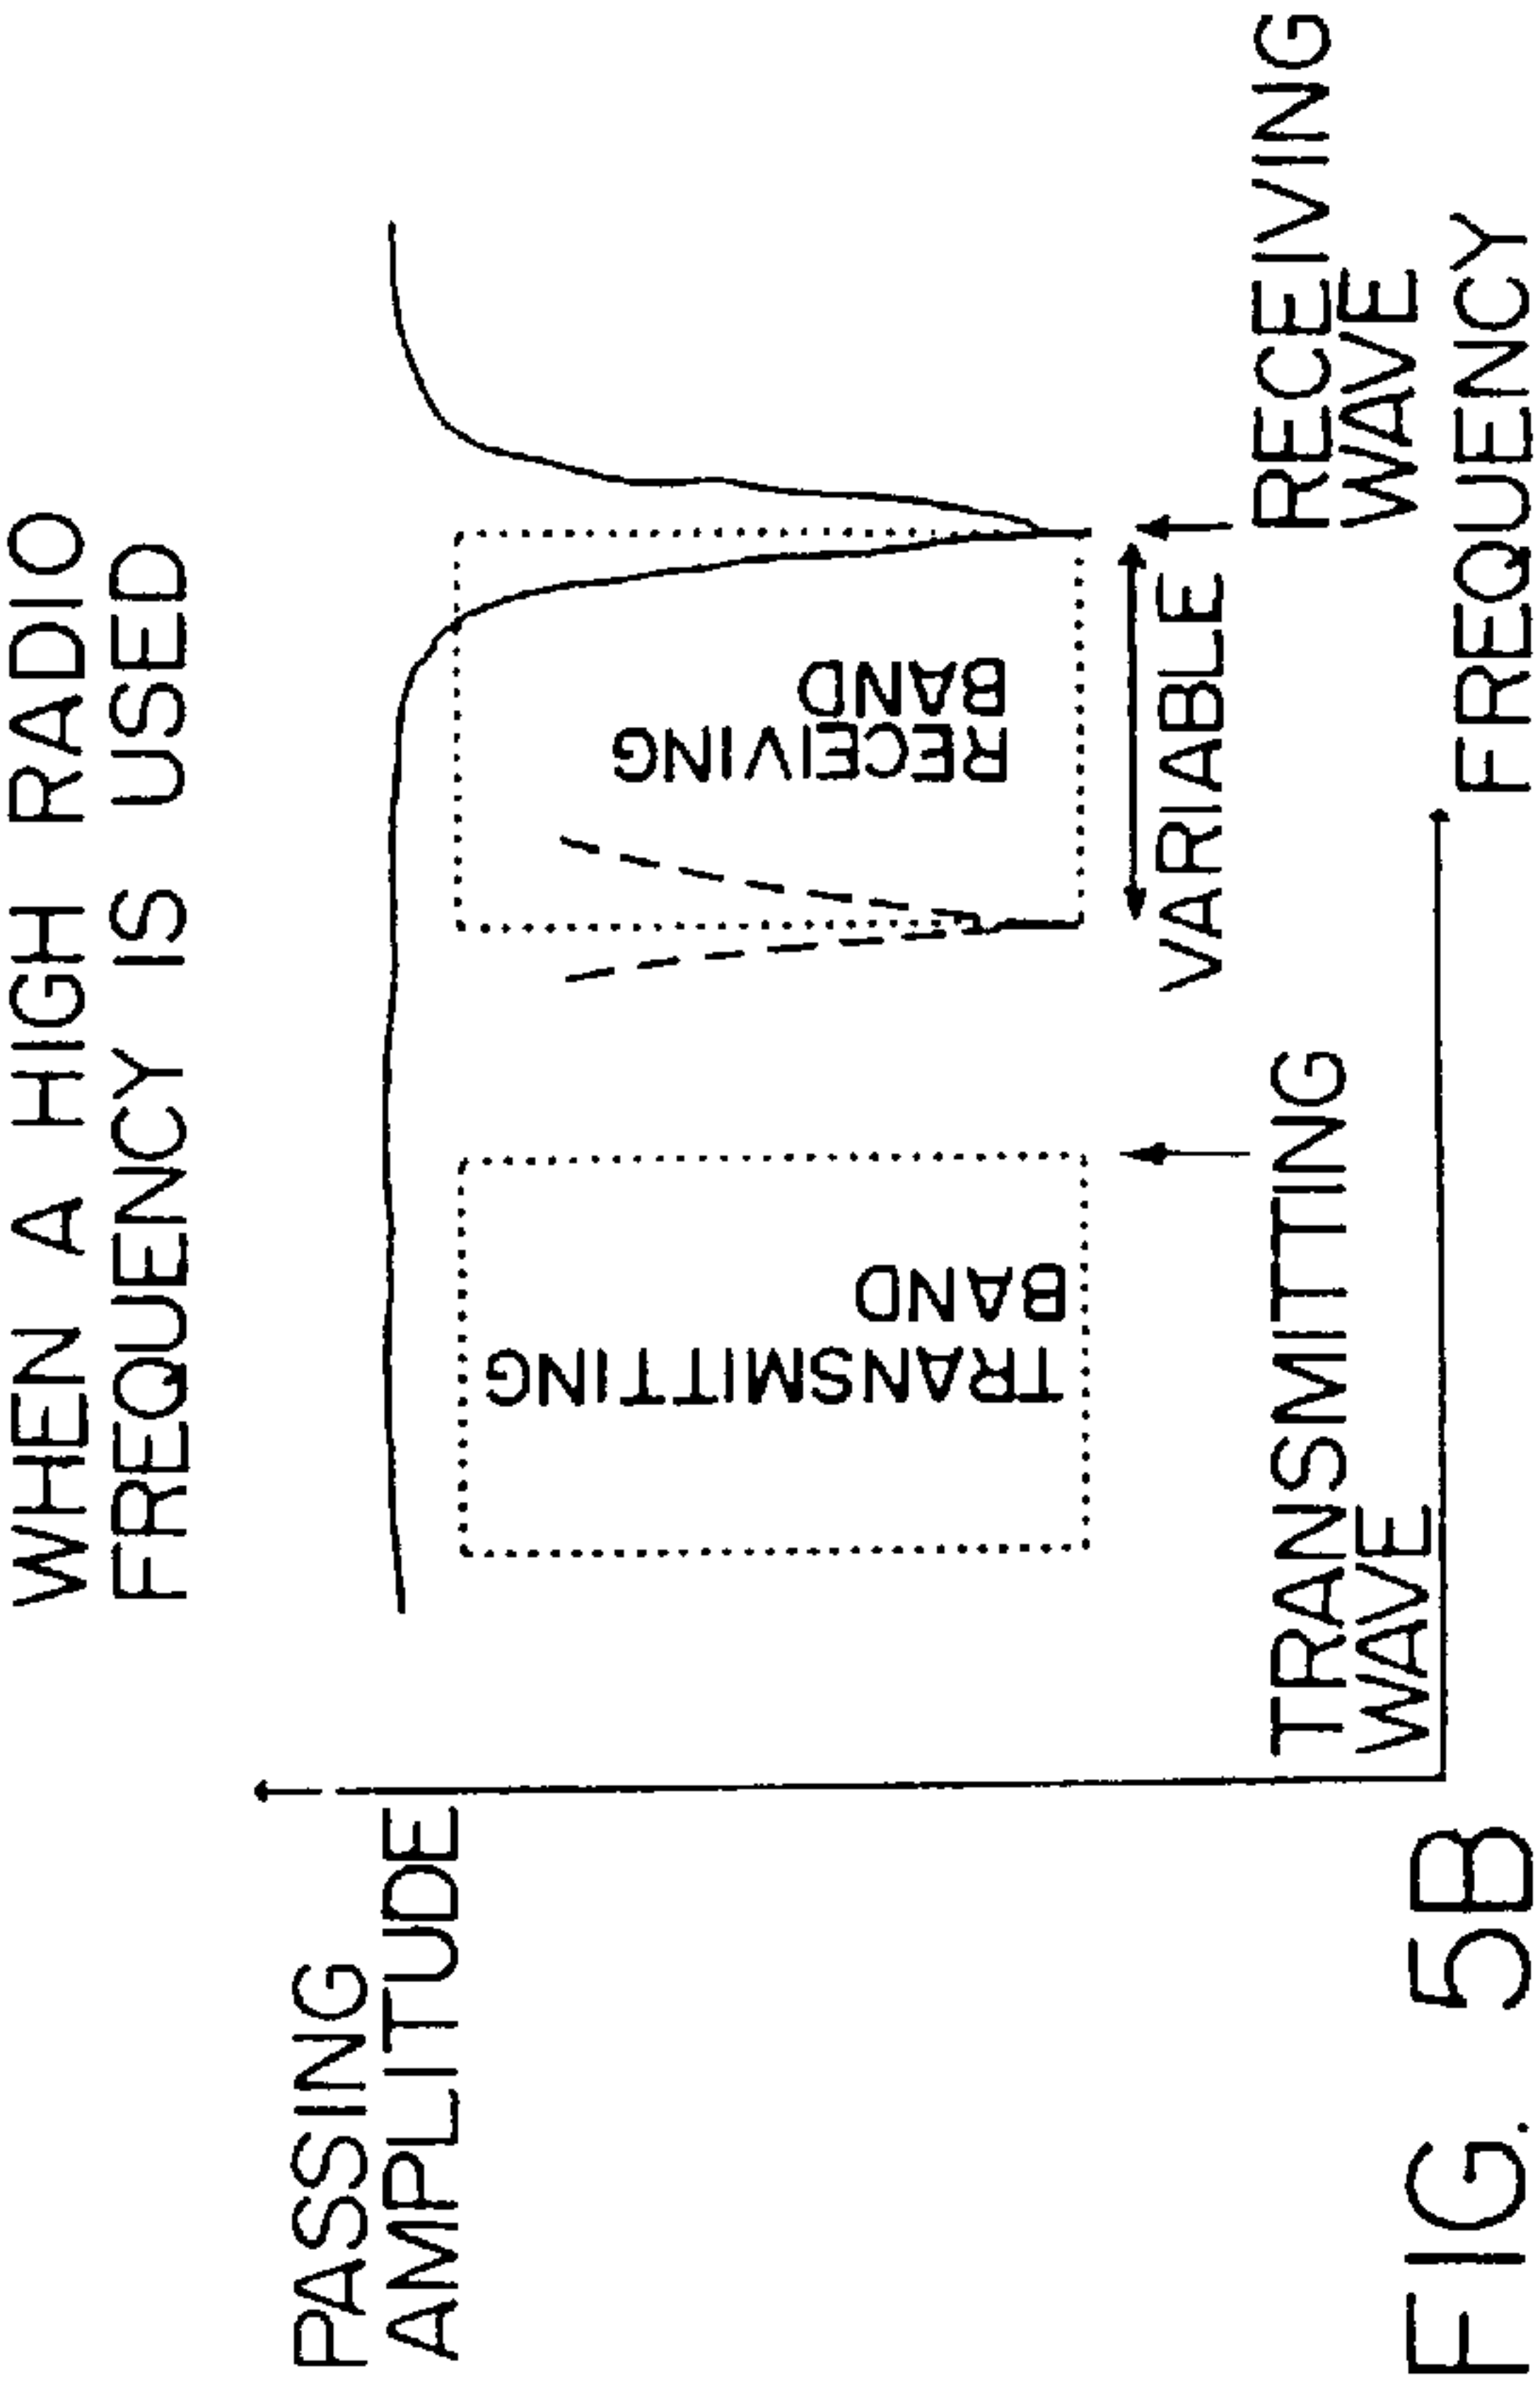 WHEN A HIGH RADIO
FREQUENCY IS USED
PASSING
AMPLITUDE
TRANSMITTING
BAND
RECEIVING
BAND
VARIABLE
TRANSMITTING
WAVE
RECEIVING
WAVE
FREQUENCY
FIG. 5B